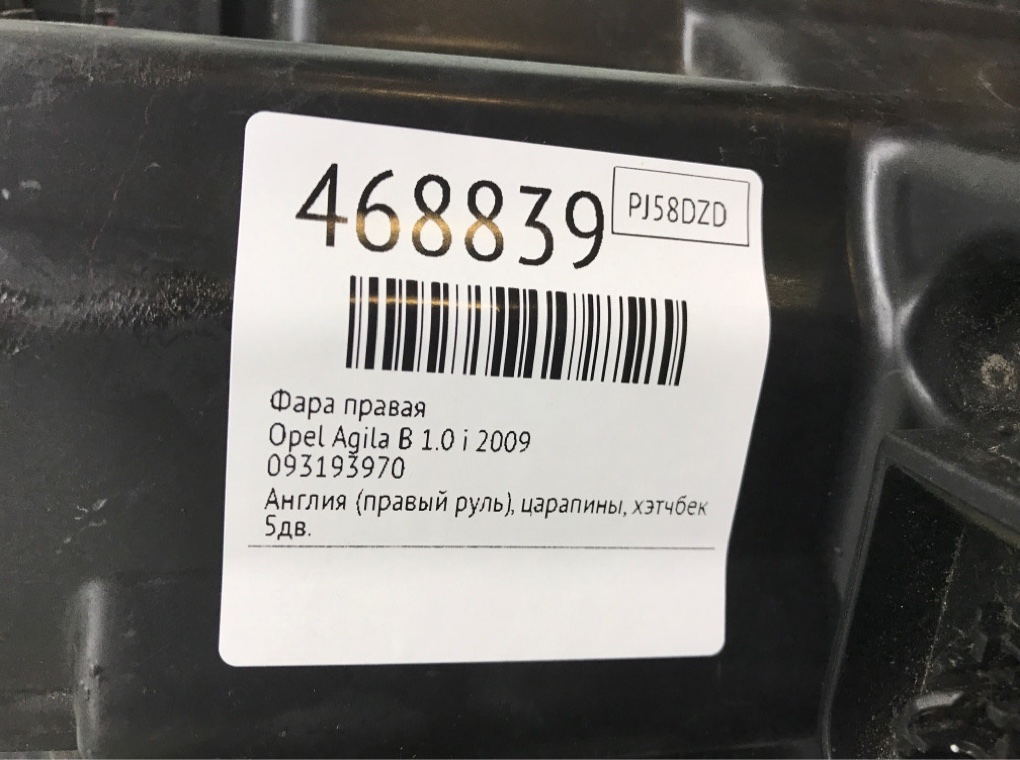 468839
PJ58DZD
Фара правая
Opel Agila B 1.0 i 2009
093193970
Англия (правый руль), царапины, хэтчбек
5дв.